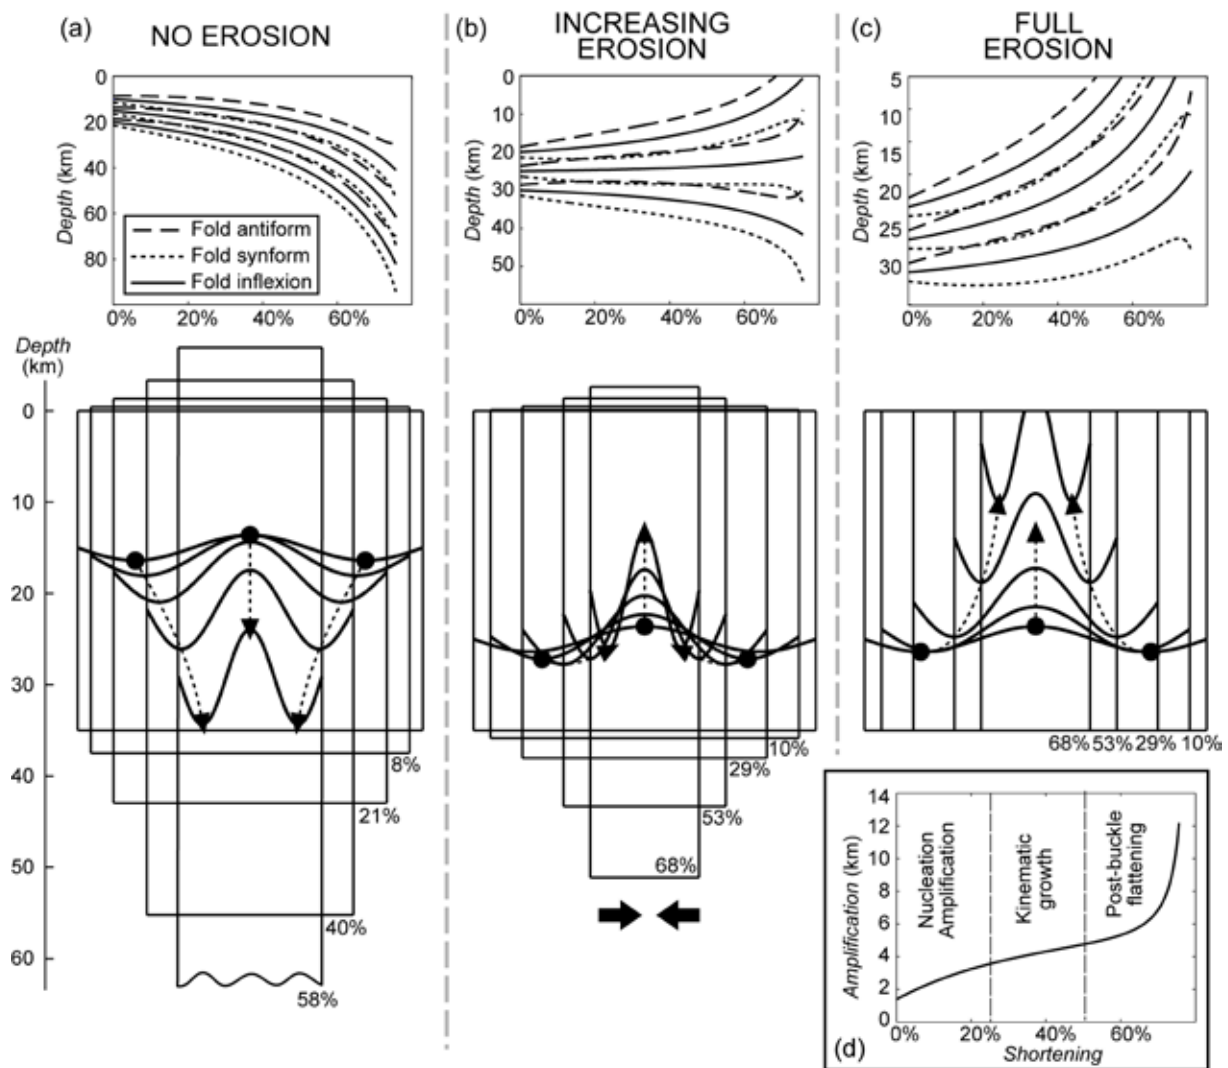 (a)
NO EROSION
(b)
INCREASING
EROSION
(c)
FULL
EROSION
0
20
40
60
80
Depth (km)
0%
20%
40%
60%
Fold antiform
Fold synform
Fold inflexion
0
10
20
30
40
50
Depth (km)
0%
20%
40%
60%
5
10
15
20
25
30
Depth (km)
0%
20%
40%
60%
Depth
(km)
0
10
20
30
40
50
60
8%
21%
40%
58%
10%
29%
53%
68%
68% 53% 29% 10%
14
12
10
8
6
4
2
0
Amplification (km)
Nucleation
Amplification
Kinematic
growth
Post-buckle
flattening
0%
20%
40%
60%
(d)
Shortening